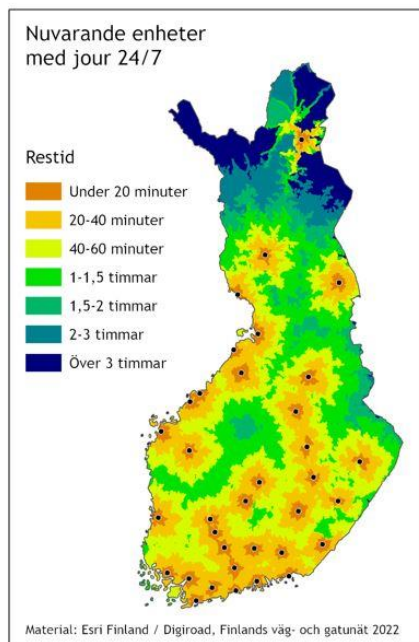 Nuvarande enheter
med jour 24/7
Restid
Under 20 minuter
20-40 minuter
40-60 minuter
1-1,5 timmar
1,5-2 timmar
2-3 timmar
Över 3 timmar
Material: Esri Finland / Digiroad, Finlands väg- och gatunät 2022